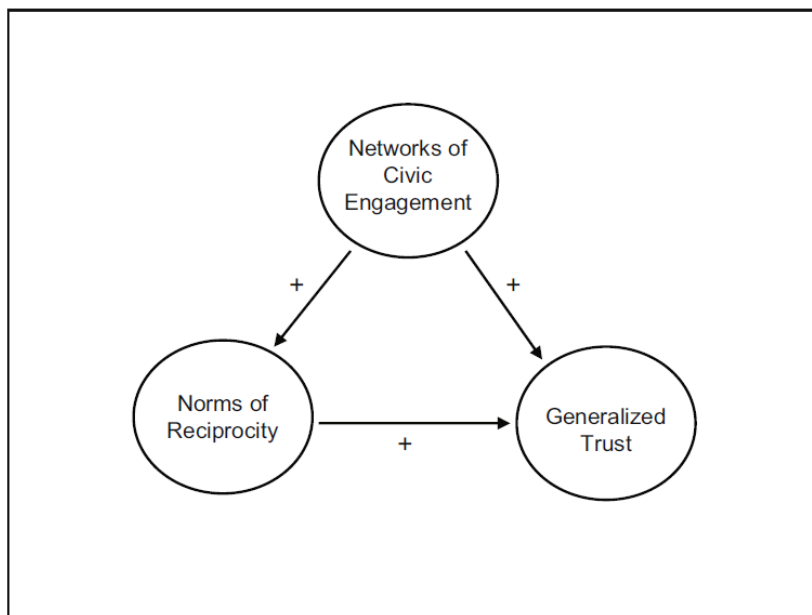 Networks of
Civic
Engagement
+
+
Norms of
Reciprocity
+
Generalized
Trust